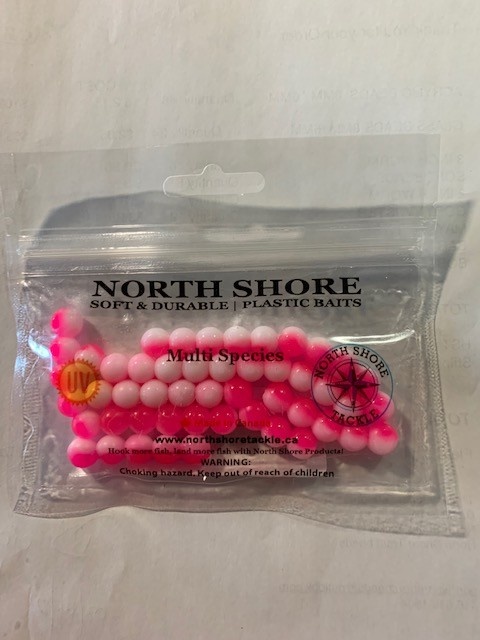 NORTH SHORE
SOFT & DURABLE | PLASTIC BAITS
Multi Species
UV
NORTH SHORE
TACKLE
www.northshoretackle.ca
Hook more fish, land more fish with North Shore Products!
WARNING:
Choking hazard. Keep out of reach of children